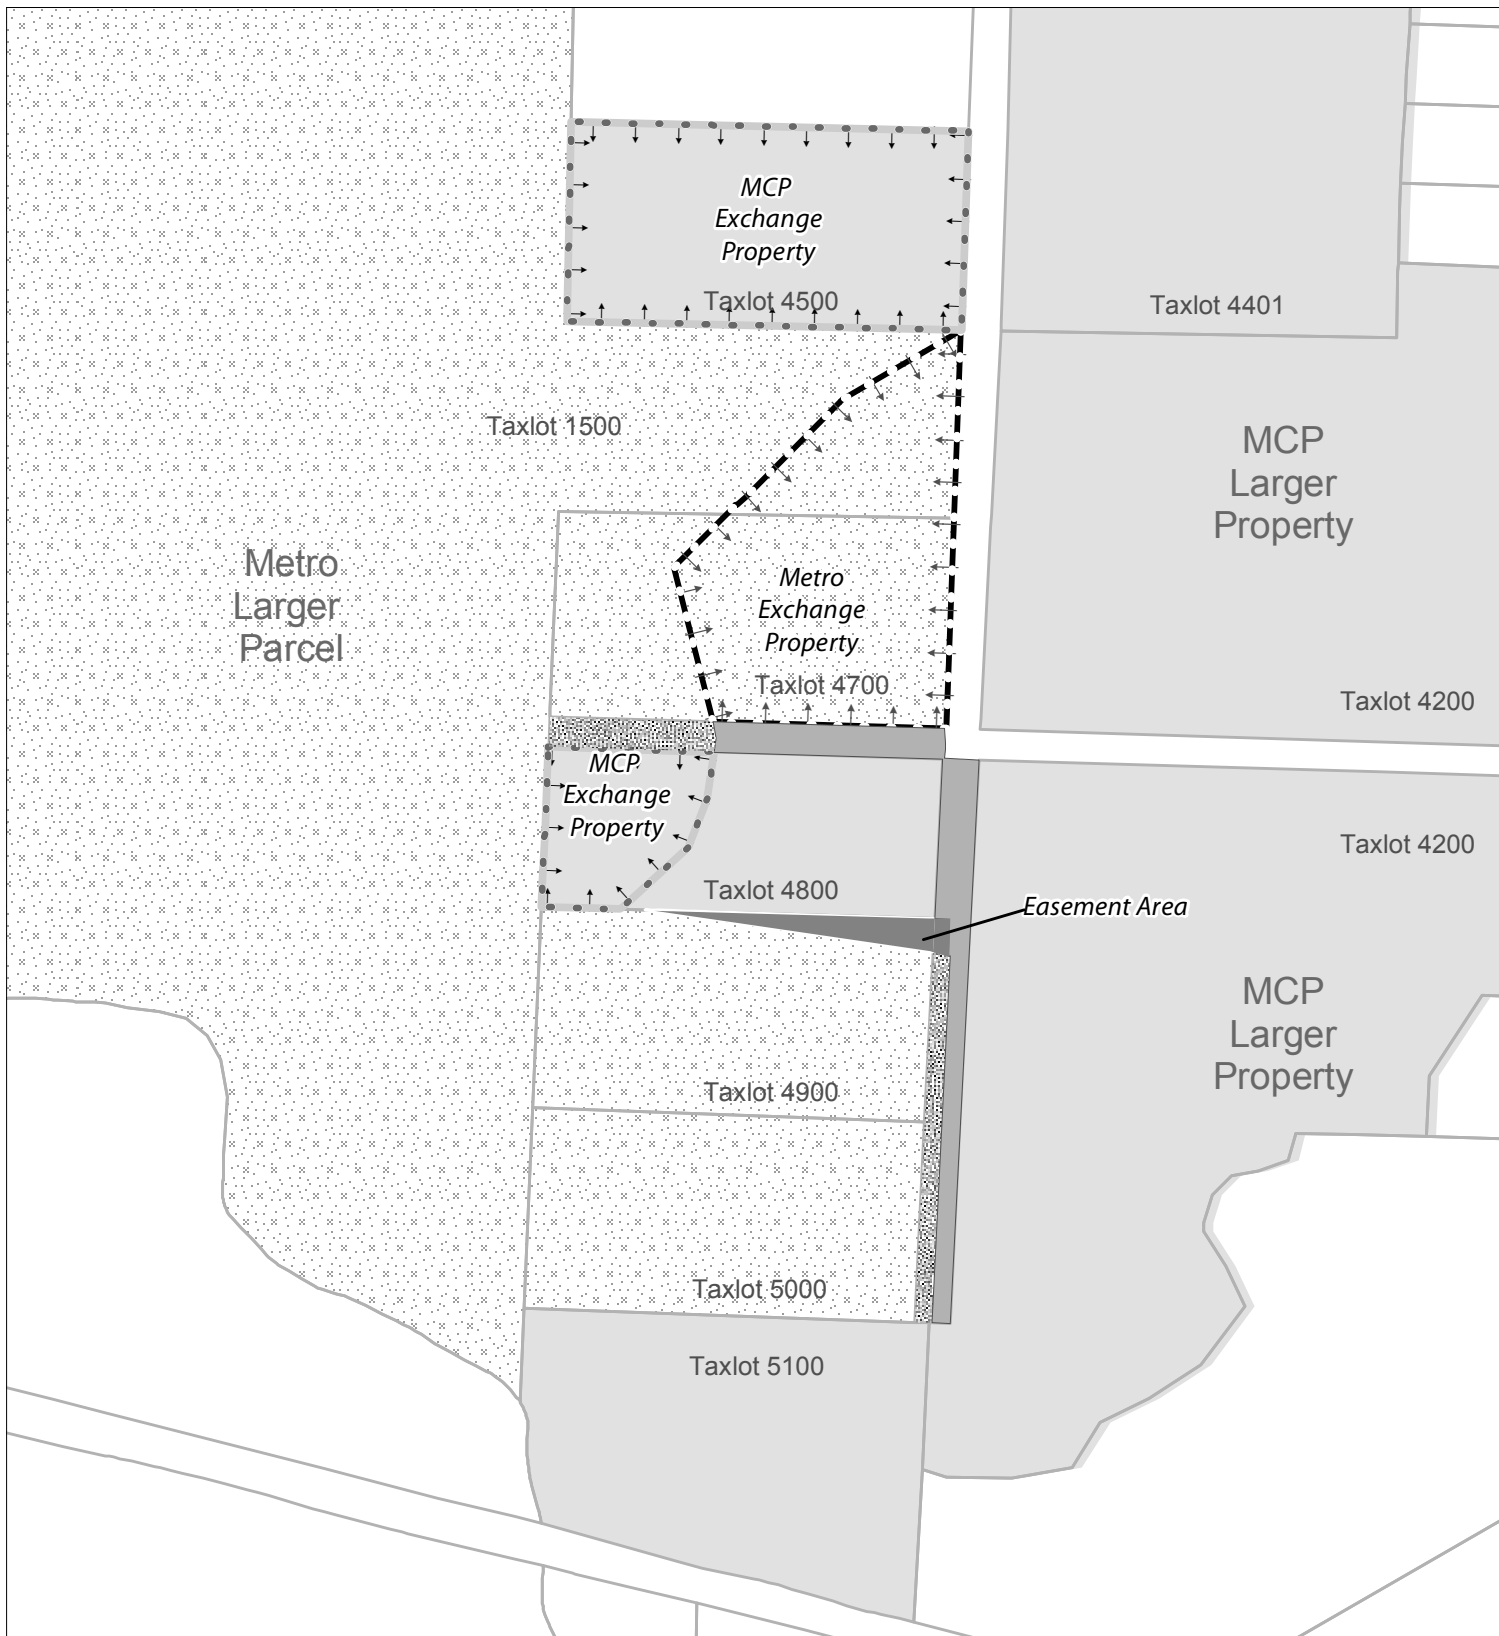 MCP
Exchange
Property
Taxlot 4500
Taxlot 4401
Taxlot 1500
MCP
Larger
Property
Metro
Larger
Parcel
Metro
Exchange
Property
Taxlot 4700
Taxlot 4200
MCP
Exchange
Property
Taxlot 4200
Taxlot 4800
Easement Area
MCP
Larger
Property
Taxlot 4900
Taxlot 5000
Taxlot 5100